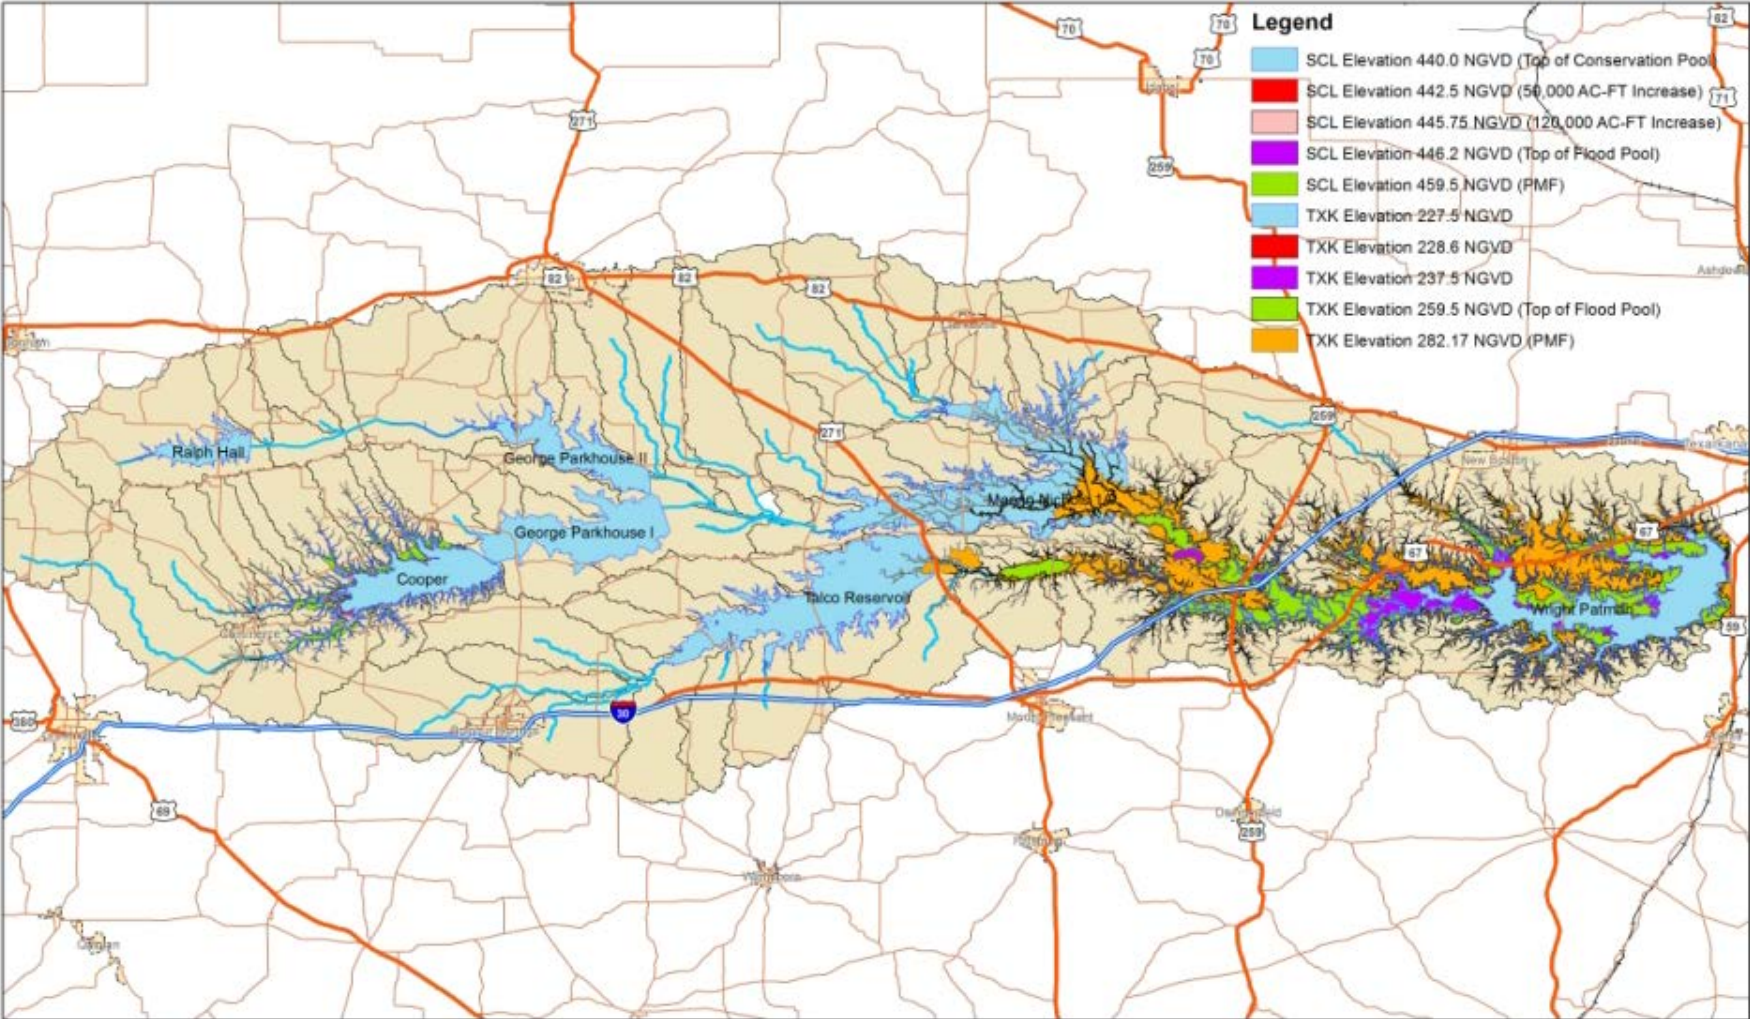 Legend
SCL Elevation 440.0 NGVD (Top of Conservation Pool)
SCL Elevation 442.5 NGVD (50,000 AC-FT Increase)
SCL Elevation 445.75 NGVD (120,000 AC-FT Increase)
SCL Elevation 446.2 NGVD (Top of Flood Pool)
SCL Elevation 459.5 NGVD (PMF)
TXK Elevation 227.5 NGVD
TXK Elevation 228.6 NGVD
TXK Elevation 237.5 NGVD
TXK Elevation 259.5 NGVD (Top of Flood Pool)
TXK Elevation 282.17 NGVD (PMF)
70
70
70
62
71
271
259
82
82
82
271
259
Ralph Hall
George Parkhouse II
George Parkhouse I
New Boston
67
67
Cooper
Talco Reservoir
Wright Patman
Commerce
59
30
380
Mount Pleasant
69
259
Winnsboro